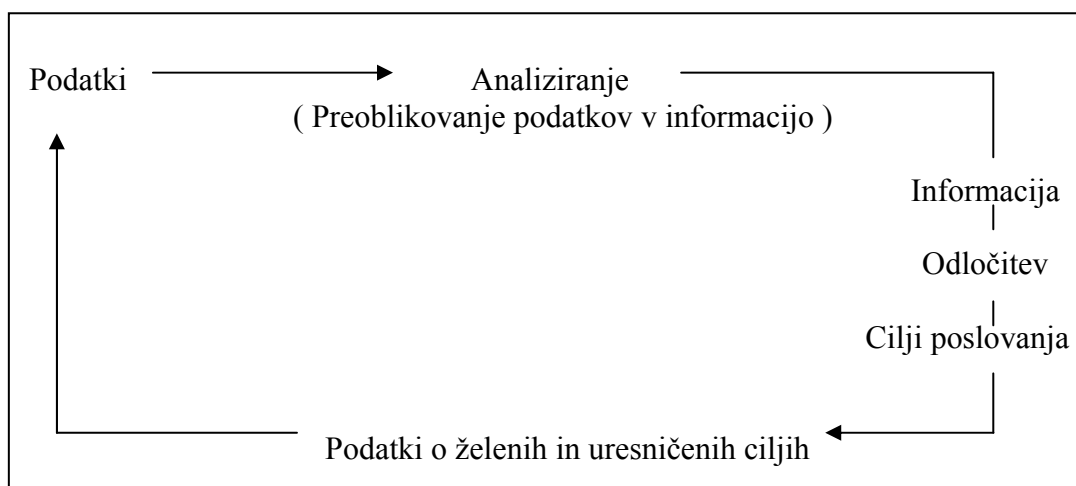 Podatki
Analiziranje
( Preoblikovanje podatkov v informacijo )
Informacija
Odločitev
Cilji poslovanja
Podatki o želenih in uresničenih ciljih